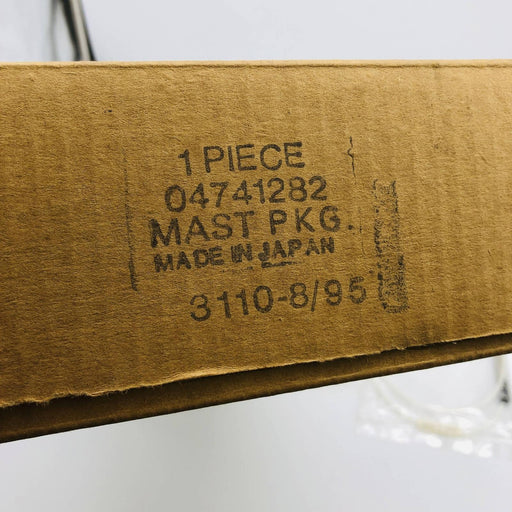 1 PIECE
04741282
MAST PKG.
MADE IN JAPAN
3110-8/95